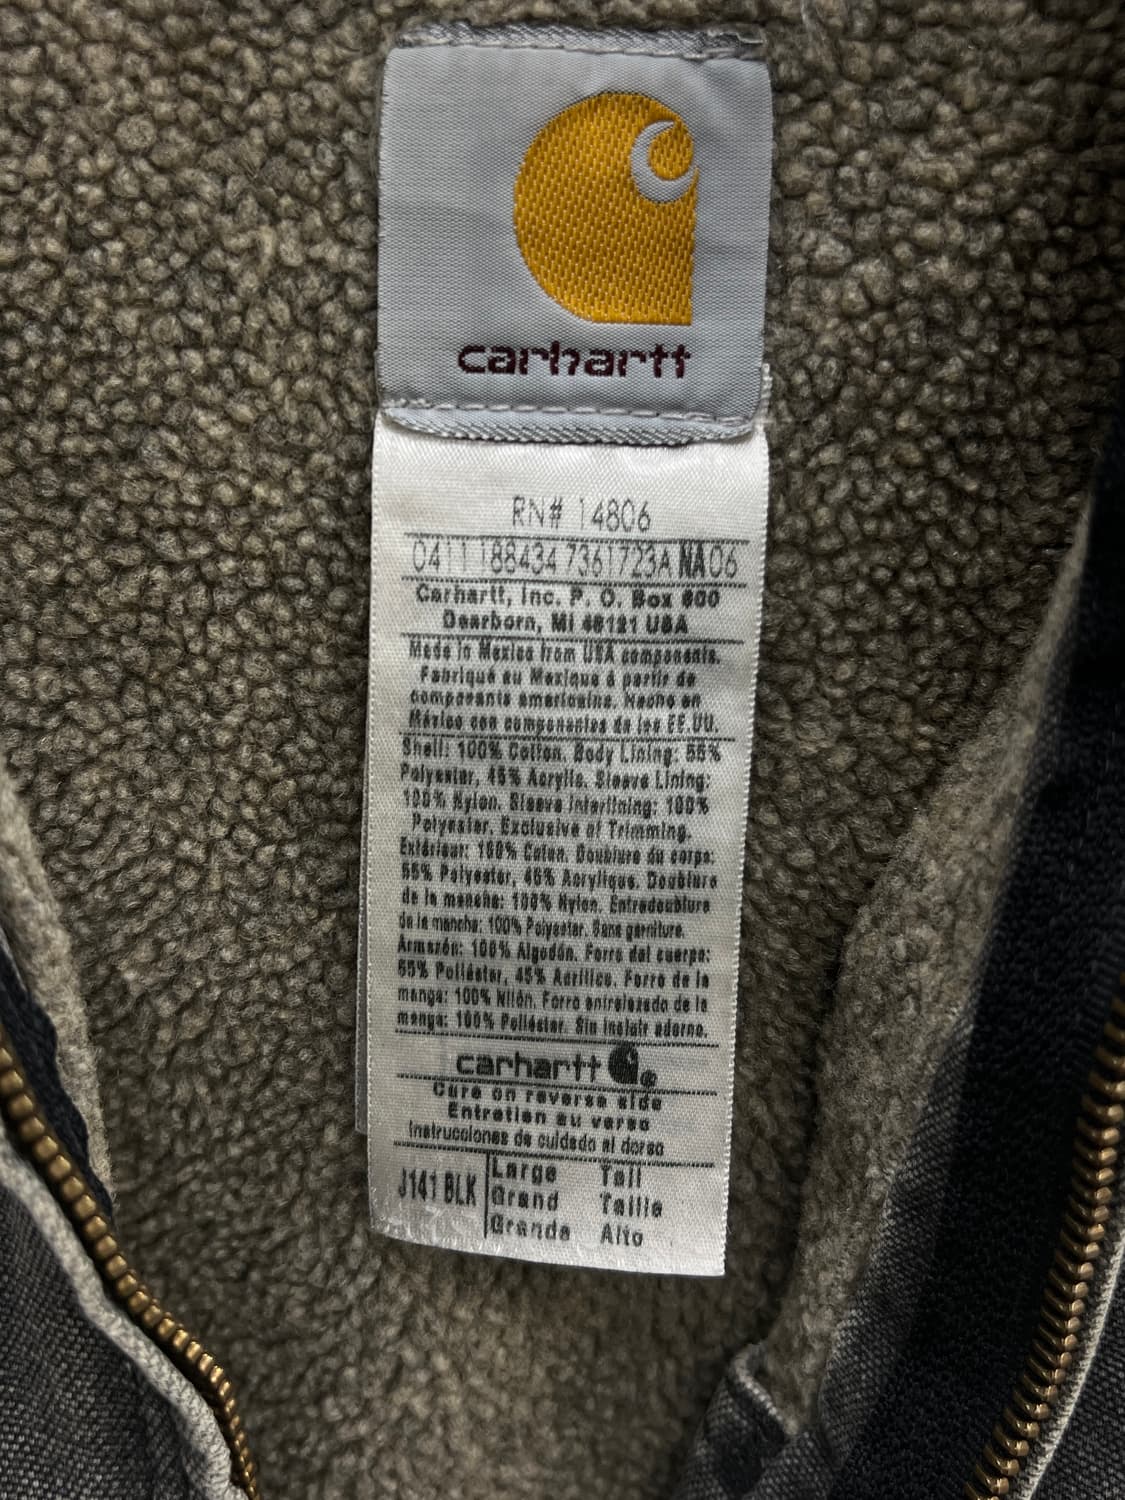 carhartt
RN# 14806
0411 188434 7361723A NA06
Carhartt, Inc. P. O. Box 600
Dearborn, MI 48121 USA
Made in Mexico from USA components.
Fabriqué au Mexique à partir de
composants americains. Hecho en
México con componentes de los EE.UU.
Shell: 100% Cotton. Body Lining: 55%
Polyester, 45% Acrylic. Sleeve Lining:
100% Nylon. Sleeve Interlining: 100%
Polyester. Exclusive of Trimming.
Extérieur: 100% Coton. Doublure du corps:
55% Polyester, 45% Acrylique. Doublure
de la manche: 100% Nylon. Entredoublure
de la manche: 100% Polyester. Sans garniture.
Armazón: 100% Algodón. Forro del cuerpo:
55% Poliéster, 45% Acrílico. Forro de la
manga: 100% Nilón. Forro entrelazado de la
manga: 100% Poliéster. Sin incluir adorno.
carhartt ®
Care on reverse side
Entretien au verso
Instrucciones de cuidado al dorso
J141 BLK Large Tall
Grand Taille
Grande Alto